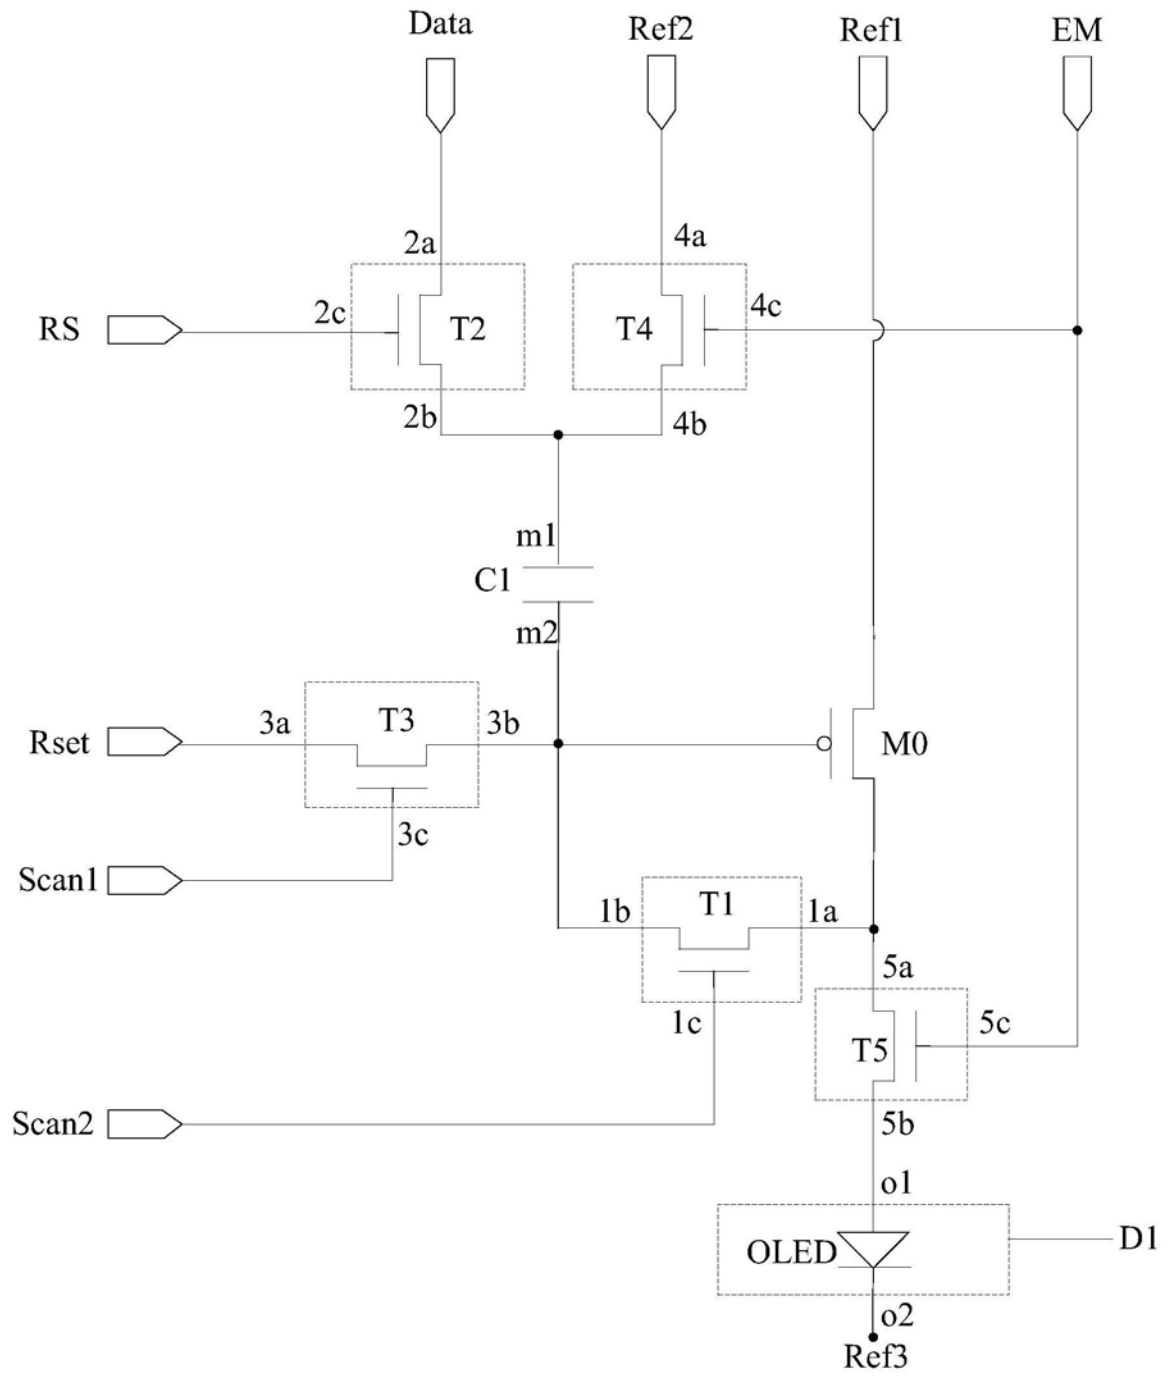 Data
Ref2
Ref1
EM
2a
4a
RS
2c
T2
T4
4c
2b
4b
m1
C1
m2
Rset
3a
T3
3b
M0
3c
Scan1
1b
T1
1a
5a
1c
T5
5c
Scan2
5b
o1
OLED
D1
o2
Ref3